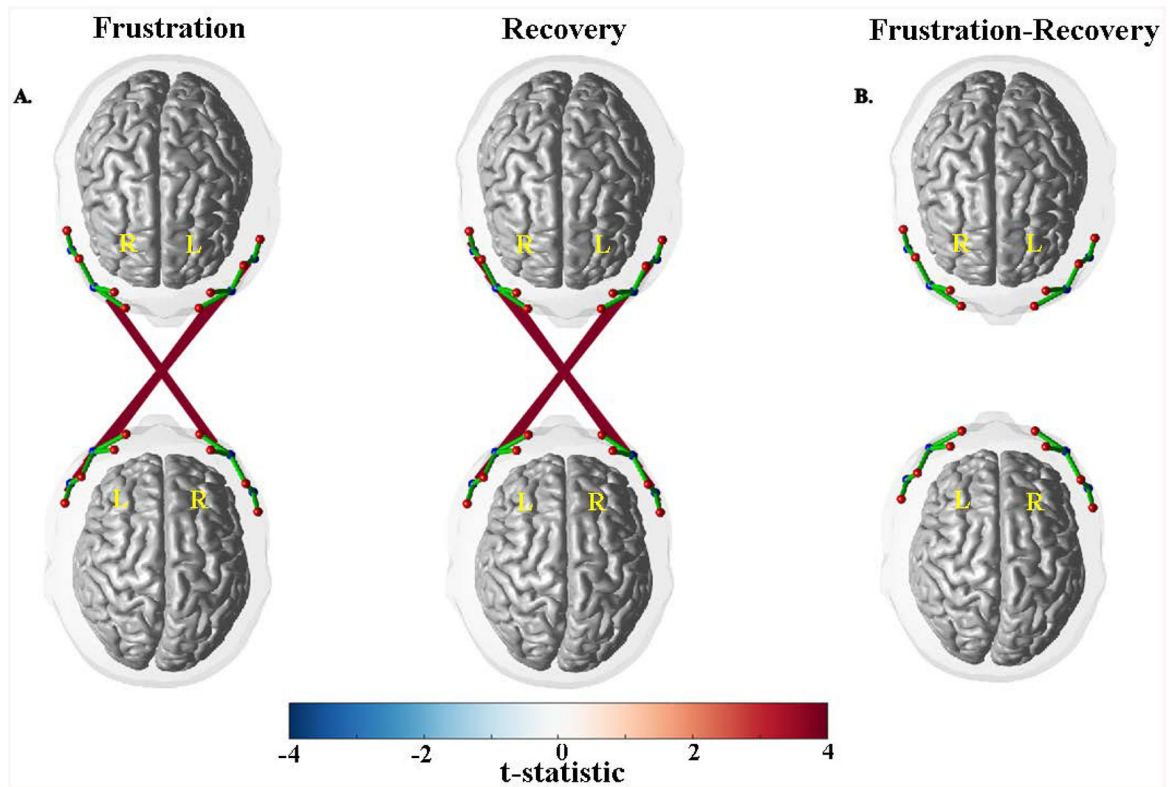 Frustration Recovery Frustration-Recovery
A. B.
R L R L R L
L R L R L R
-4 -2 0 2 4
t-statistic